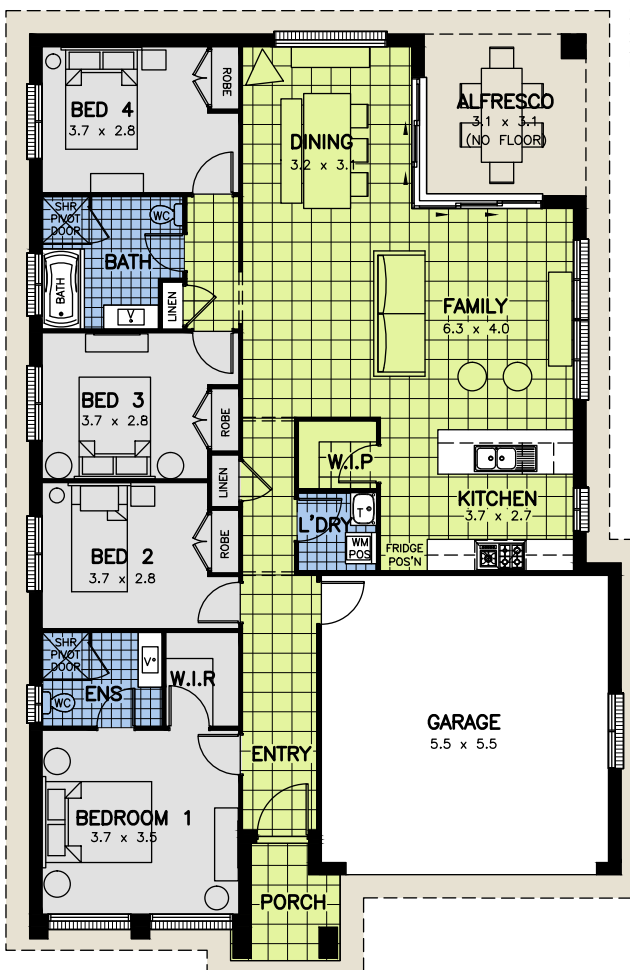 BED 4
3.7 x 2.8
ROBE
DINING
3.2 x 3.1
ALFRESCO
3.1 x 3.1
(NO FLOOR)
SHR
PIVOT
DOOR
WC
BATH
BATH
V
LINEN
FAMILY
6.3 x 4.0
BED 3
3.7 x 2.8
ROBE
LINEN
W.I.P
KITCHEN
3.7 x 2.7
L'DRY
T°
WM
POS
FRIDGE
POS'N
BED 2
3.7 x 2.8
ROBE
SHR
PIVOT
DOOR
V°
WC
ENS
W.I.R
GARAGE
5.5 x 5.5
ENTRY
BEDROOM 1
3.7 x 3.5
PORCH